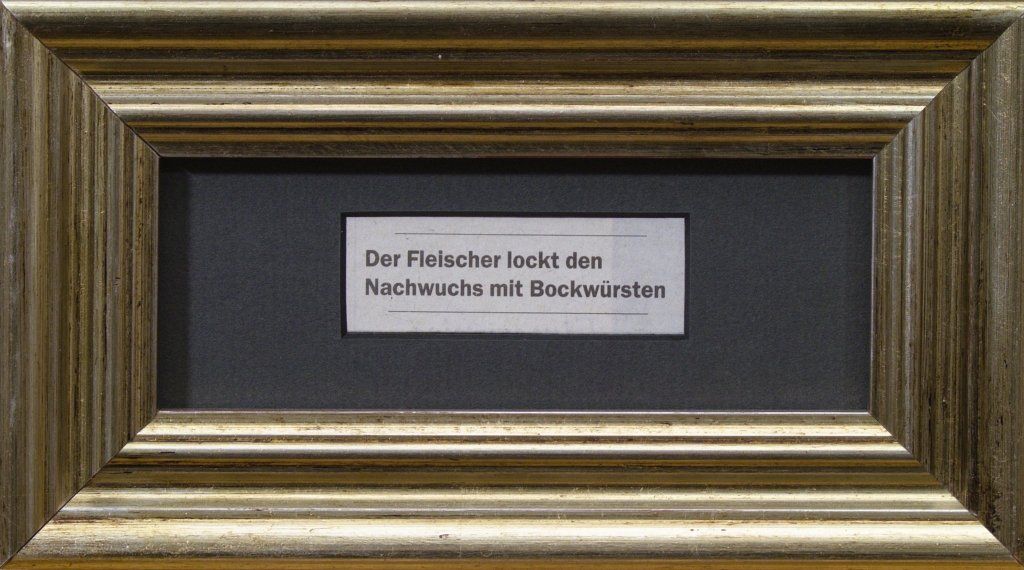 Der Fleischer lockt den
Nachwuchs mit Bockwürsten